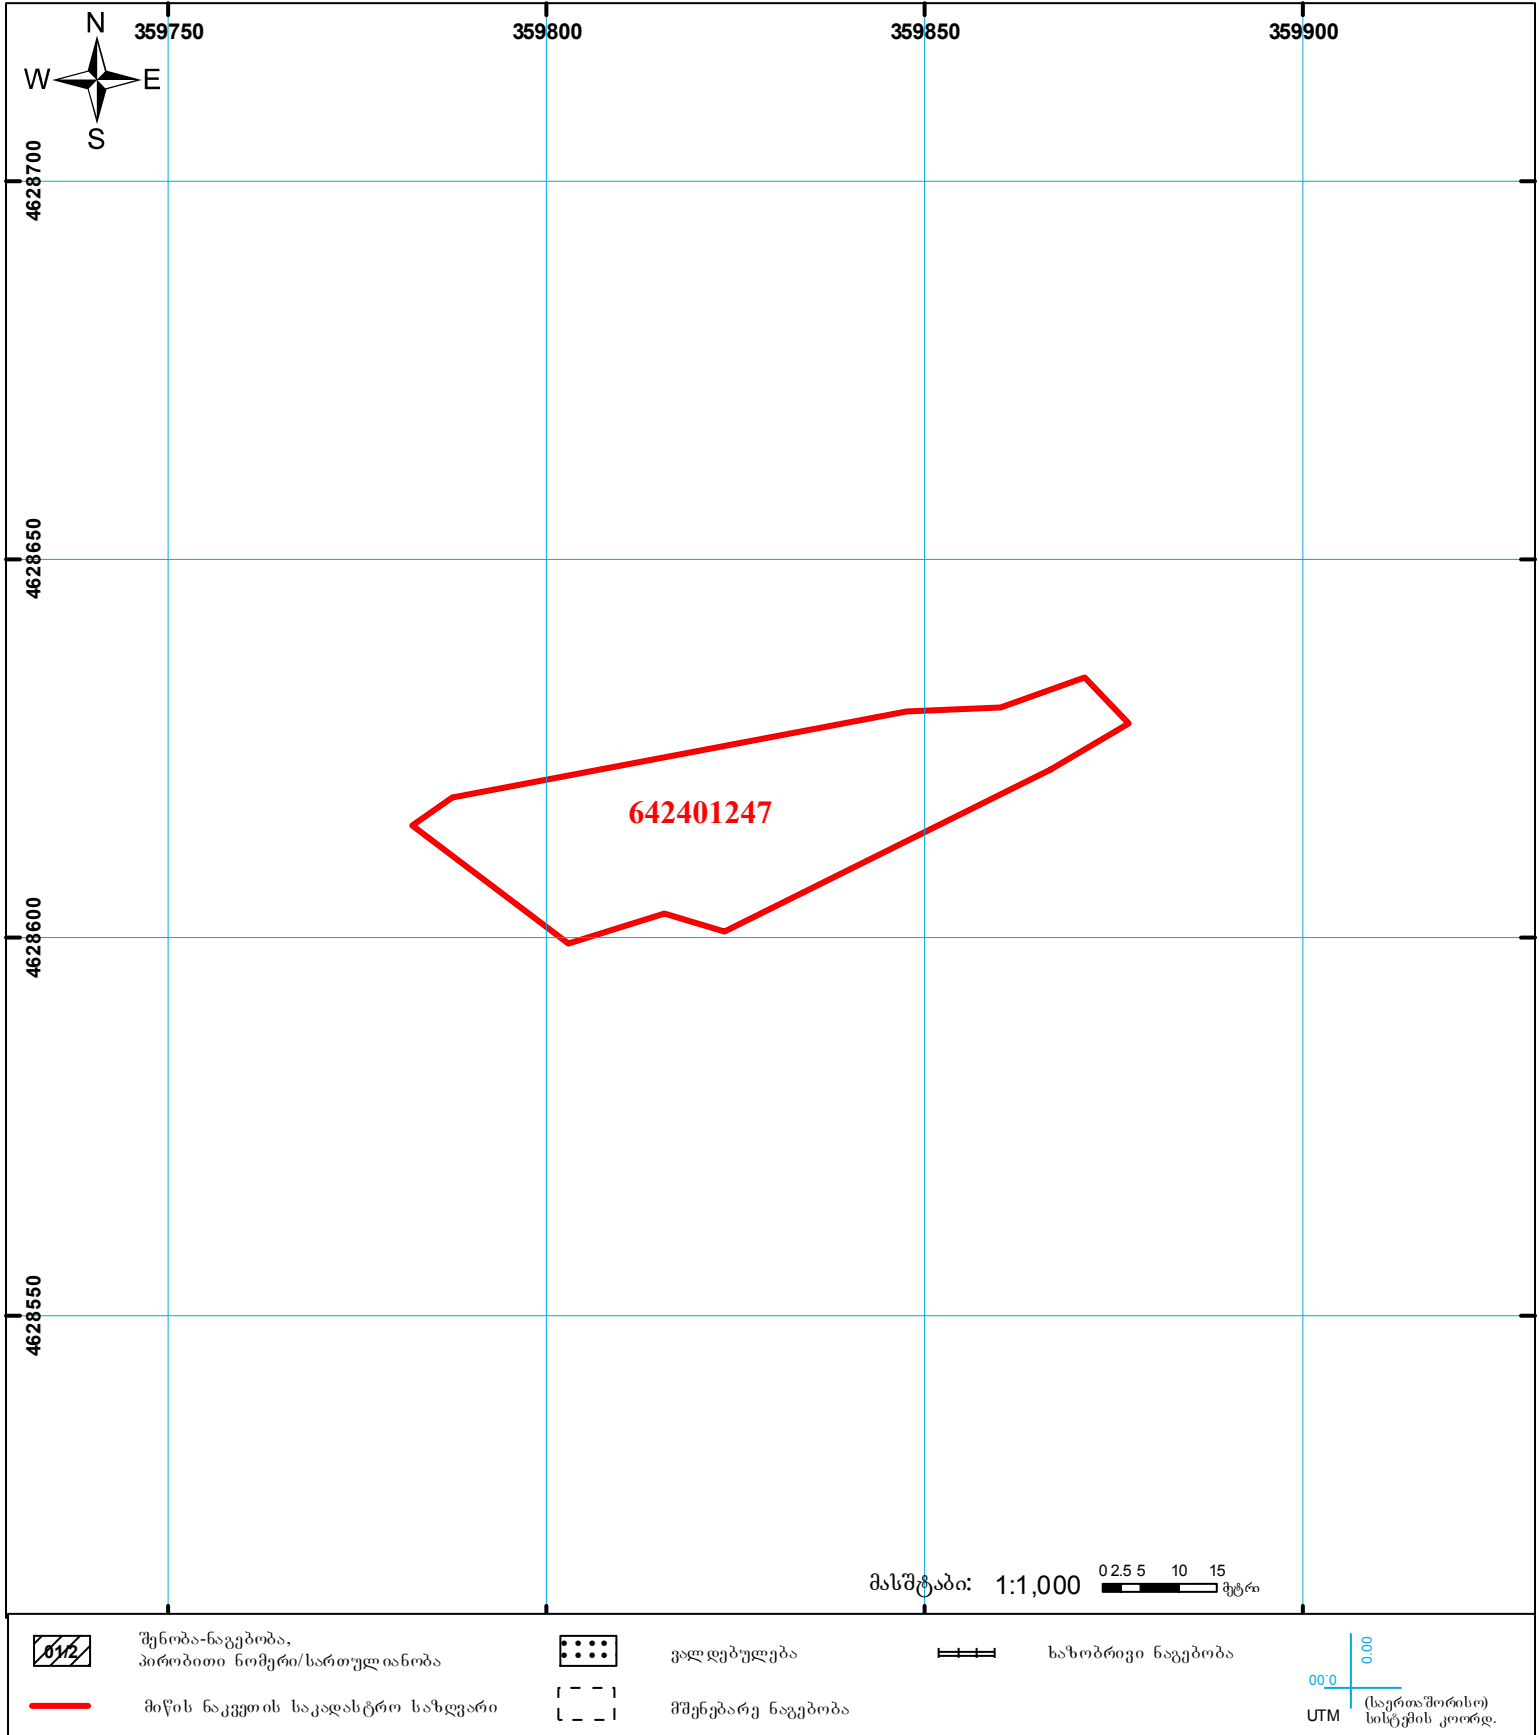 359750
359800
359850
359900
N
W
E
S
4628700
4628650
4628600
4628550
642401247
მასშტაბი: 1:1,000
0 2.5 5 10 15
მეტრი
01/2
შენობა-ნაგებობა,
პირობითი ნომერი/სართულიანობა
ვალდებულება
ხაზობრივი ნაგებობა
მიწის ნაკვეთის საკადასტრო საზღვარი
მშენებარე ნაგებობა
00.0
00.0
UTM
(საერთაშორისო)
სისტემის კოორდ.